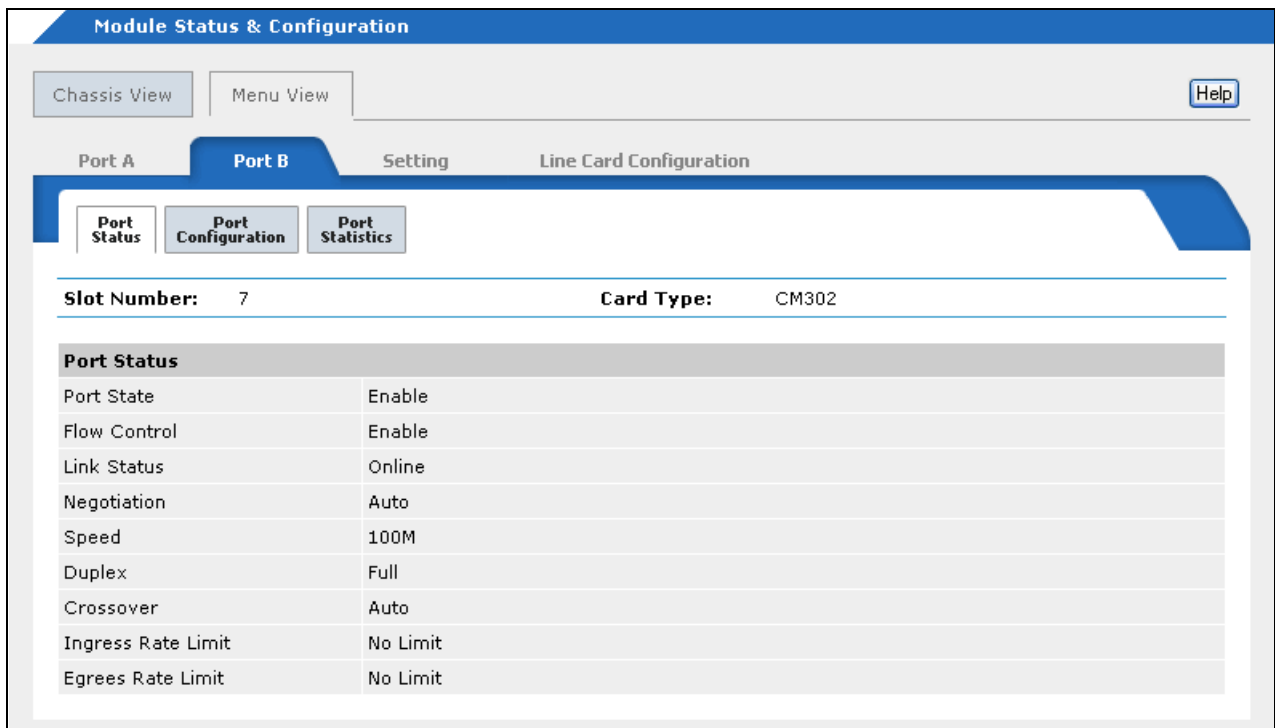 Module Status & Configuration
Chassis View
Menu View
Help
Port A
Port B
Setting
Line Card Configuration
Port
Status
Port
Configuration
Port
Statistics
Slot Number: 7 Card Type: CM302
Port Status
Port State Enable
Flow Control Enable
Link Status Online
Negotiation Auto
Speed 100M
Duplex Full
Crossover Auto
Ingress Rate Limit No Limit
Egrees Rate Limit No Limit